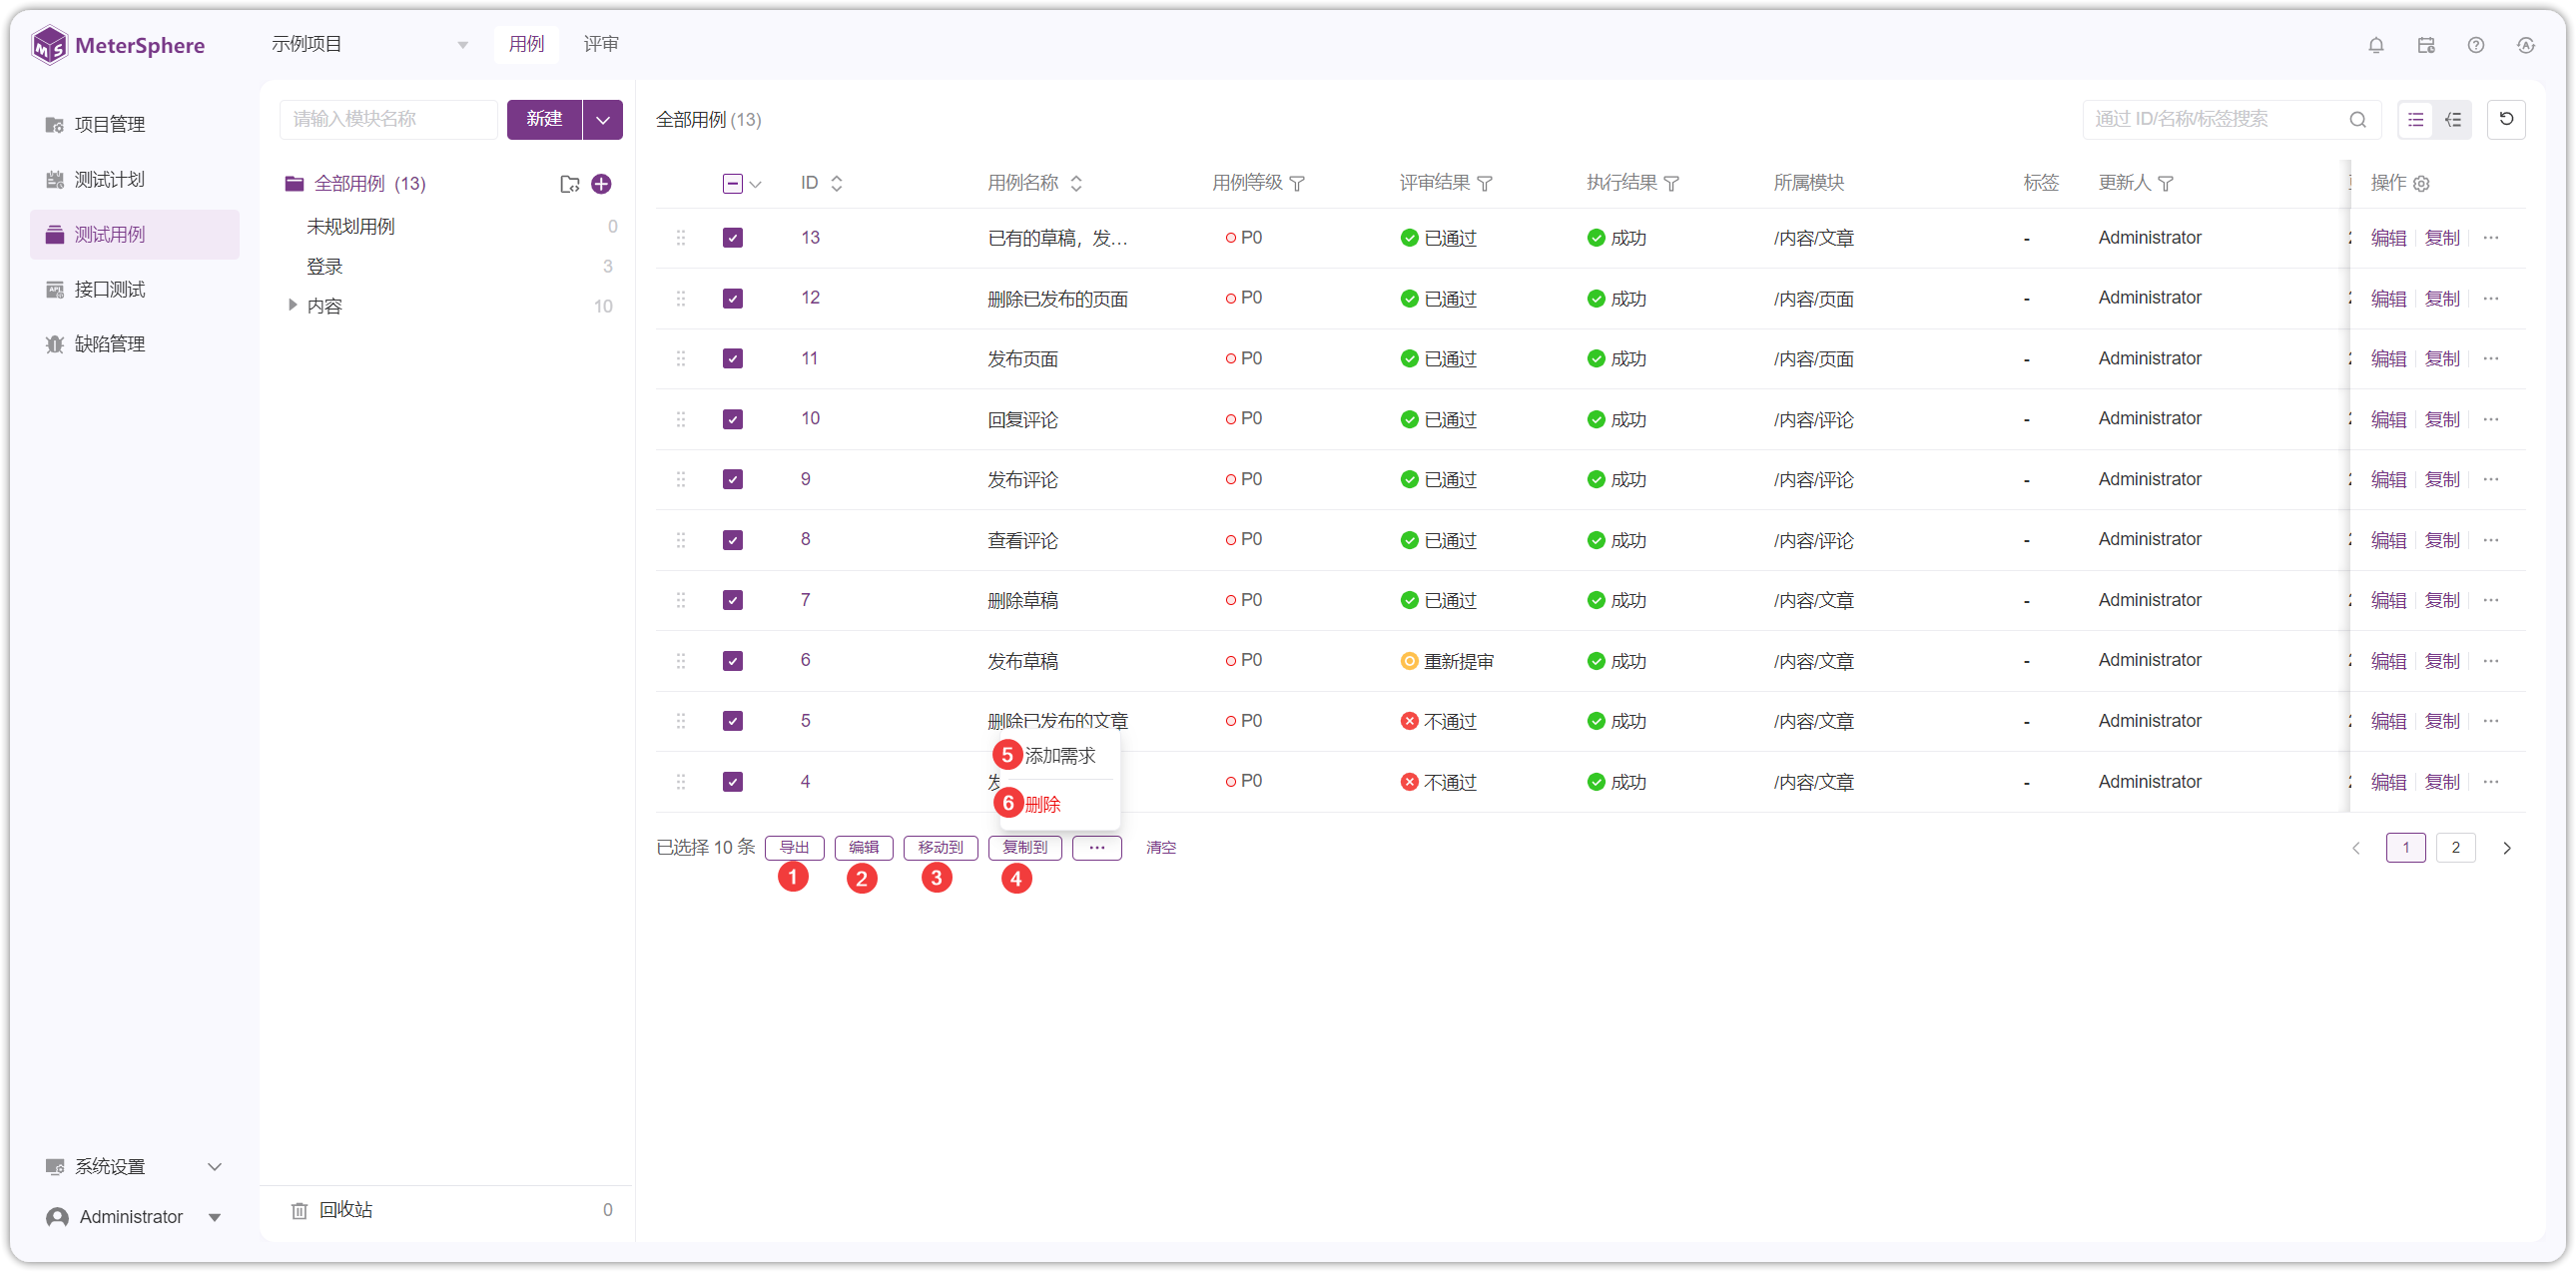 MeterSphere
示例项目
用例
评审
项目管理
测试计划
测试用例
接口测试
缺陷管理
系统设置
Administrator
请输入模块名称
新建
全部用例 (13)
未规划用例 0
登录 3
内容 10
回收站 0
全部用例 (13)
通过 ID/名称/标签搜索
ID 用例名称 用例等级 评审结果 执行结果 所属模块 标签 更新人 操作
13 已有的草稿，发... P0 已通过 成功 /内容/文章 - Administrator 编辑 复制 ...
12 删除已发布的页面 P0 已通过 成功 /内容/页面 - Administrator 编辑 复制 ...
11 发布页面 P0 已通过 成功 /内容/页面 - Administrator 编辑 复制 ...
10 回复评论 P0 已通过 成功 /内容/评论 - Administrator 编辑 复制 ...
9 发布评论 P0 已通过 成功 /内容/评论 - Administrator 编辑 复制 ...
8 查看评论 P0 已通过 成功 /内容/评论 - Administrator 编辑 复制 ...
7 删除草稿 P0 已通过 成功 /内容/文章 - Administrator 编辑 复制 ...
6 发布草稿 P0 重新提审 成功 /内容/文章 - Administrator 编辑 复制 ...
5 删除已发布的文章 P0 不通过 成功 /内容/文章 - Administrator 编辑 复制 ...
4 P0 不通过 成功 /内容/文章 - Administrator 编辑 复制 ...
5 添加需求
6 删除
已选择 10 条 导出 编辑 移动到 复制到 ... 清空
1 2 3 4
1 2